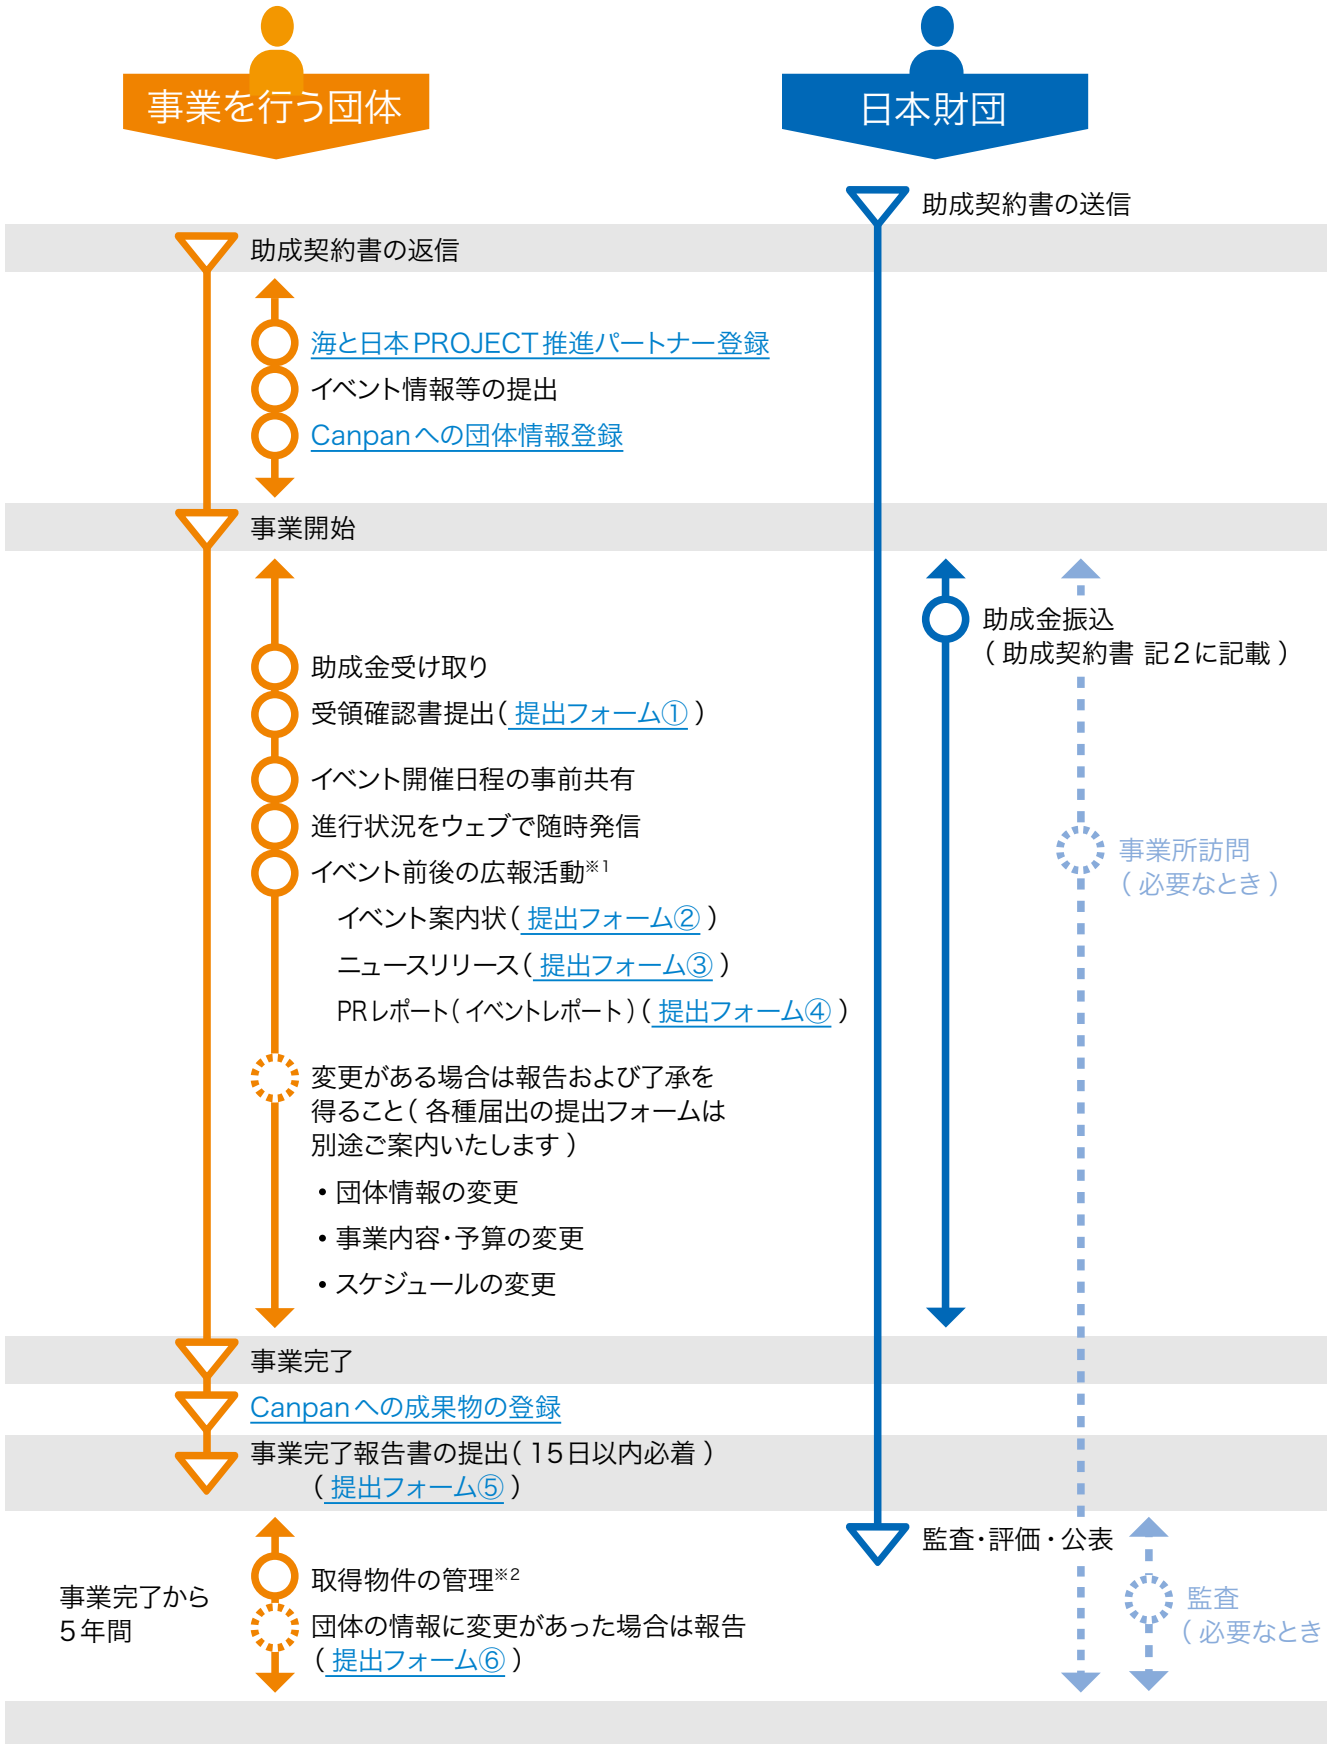 事業を行う団体
日本財団
助成契約書の送信
助成契約書の返信
海と日本PROJECT推進パートナー登録
イベント情報等の提出
Canpanへの団体情報登録
事業開始
助成金振込
（助成契約書 記2に記載）
助成金受け取り
受領確認書提出（提出フォーム①）
イベント開催日程の事前共有
進行状況をウェブで随時発信
イベント前後の広報活動※1
イベント案内状（提出フォーム②）
ニュースリリース（提出フォーム③）
PRレポート（イベントレポート）（提出フォーム④）
事業所訪問
（必要なとき）
変更がある場合は報告および了承を
得ること（各種届出の提出フォームは
別途ご案内いたします）
・団体情報の変更
・事業内容・予算の変更
・スケジュールの変更
事業完了
Canpanへの成果物の登録
事業完了報告書の提出（15日以内必着）
（提出フォーム⑤）
監査・評価・公表
事業完了から
5年間
取得物件の管理※2
団体の情報に変更があった場合は報告
（提出フォーム⑥）
監査
（必要なとき